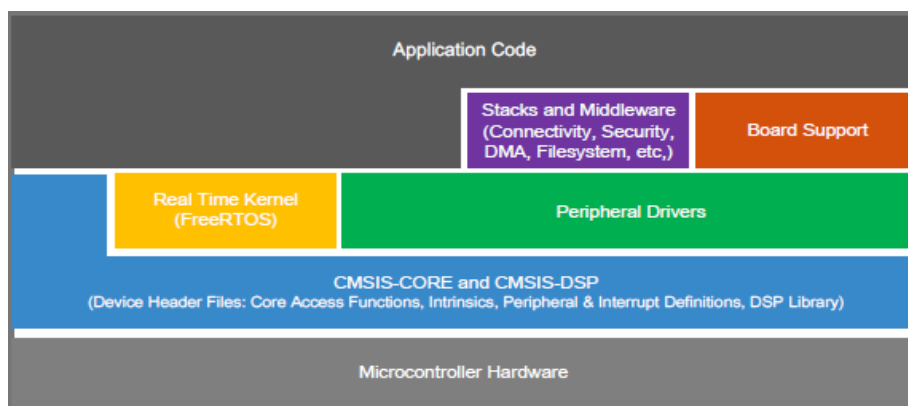 Application Code
Stacks and Middleware
(Connectivity, Security,
DMA, Filesystem, etc,)
Board Support
Real Time Kernel
(FreeRTOS)
Peripheral Drivers
CMSIS-CORE and CMSIS-DSP
(Device Header Files: Core Access Functions, Intrinsics, Peripheral & Interrupt Definitions, DSP Library)
Microcontroller Hardware